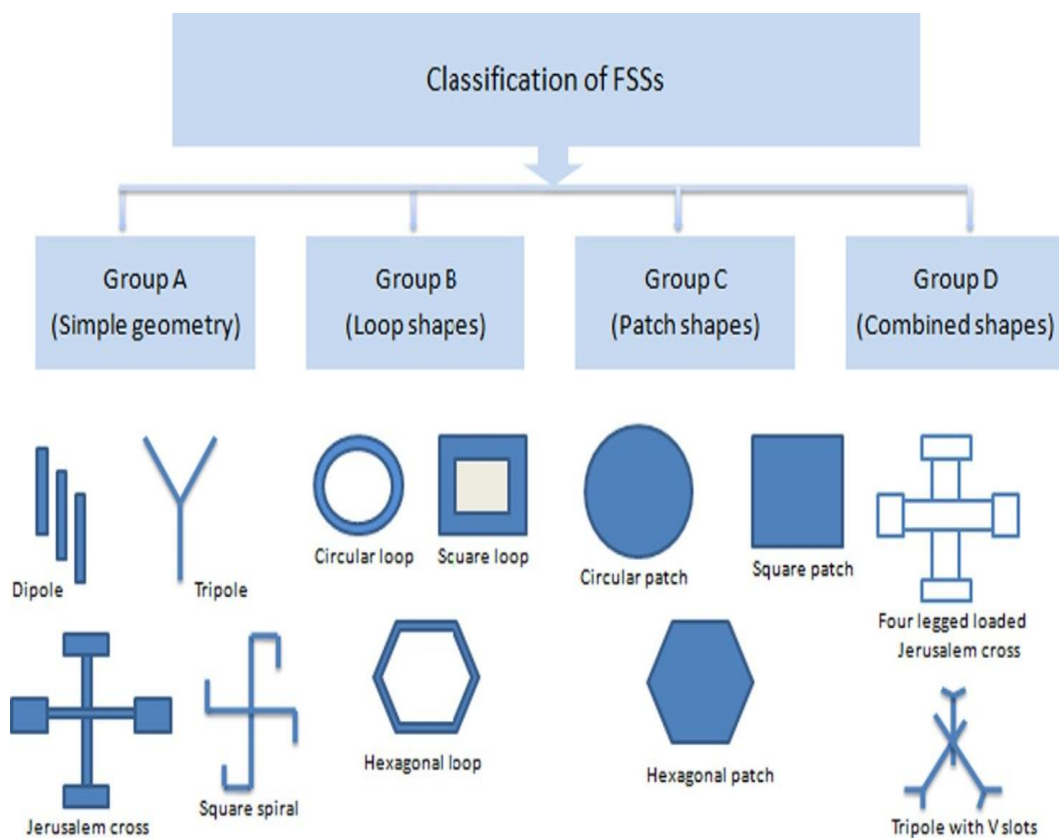 Classification of FSSs
Group A
(Simple geometry)
Group B
(Loop shapes)
Group C
(Patch shapes)
Group D
(Combined shapes)
Dipole
Tripole
Circular loop
Scuare loop
Circular patch
Square patch
Four legged loaded
Jerusalem cross
Jerusalem cross
Square spiral
Hexagonal loop
Hexagonal patch
Tripole with V slots